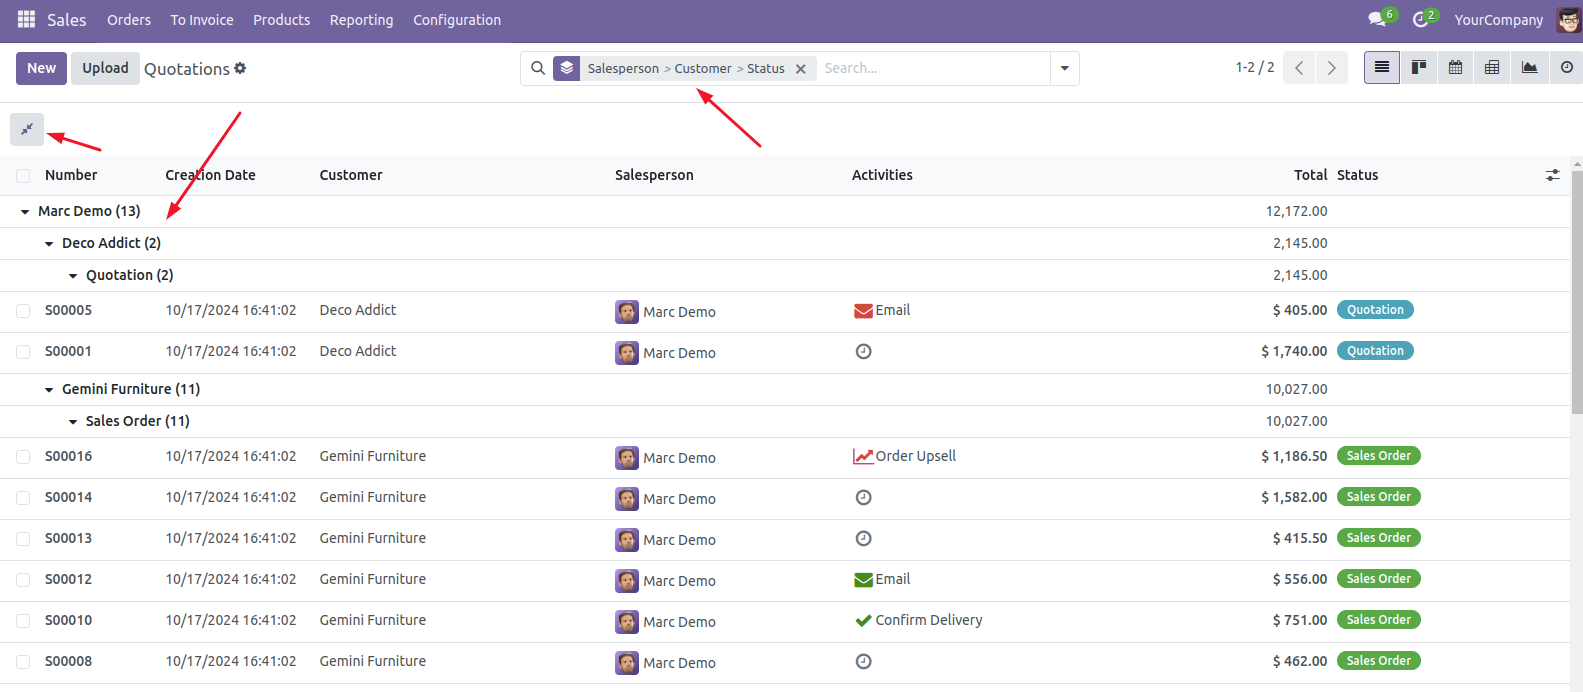 Sales Orders To Invoice Products Reporting Configuration 6 2 YourCompany
New Upload Quotations Salesperson > Customer > Status Search... 1-2 / 2
Number Creation Date Customer Salesperson Activities Total Status
Marc Demo (13) 12,172.00
Deco Addict (2) 2,145.00
Quotation (2) 2,145.00
S00005 10/17/2024 16:41:02 Deco Addict Marc Demo Email $ 405.00 Quotation
S00001 10/17/2024 16:41:02 Deco Addict Marc Demo $ 1,740.00 Quotation
Gemini Furniture (11) 10,027.00
Sales Order (11) 10,027.00
S00016 10/17/2024 16:41:02 Gemini Furniture Marc Demo Order Upsell $ 1,186.50 Sales Order
S00014 10/17/2024 16:41:02 Gemini Furniture Marc Demo $ 1,582.00 Sales Order
S00013 10/17/2024 16:41:02 Gemini Furniture Marc Demo $ 415.50 Sales Order
S00012 10/17/2024 16:41:02 Gemini Furniture Marc Demo Email $ 556.00 Sales Order
S00010 10/17/2024 16:41:02 Gemini Furniture Marc Demo Confirm Delivery $ 751.00 Sales Order
S00008 10/17/2024 16:41:02 Gemini Furniture Marc Demo $ 462.00 Sales Order